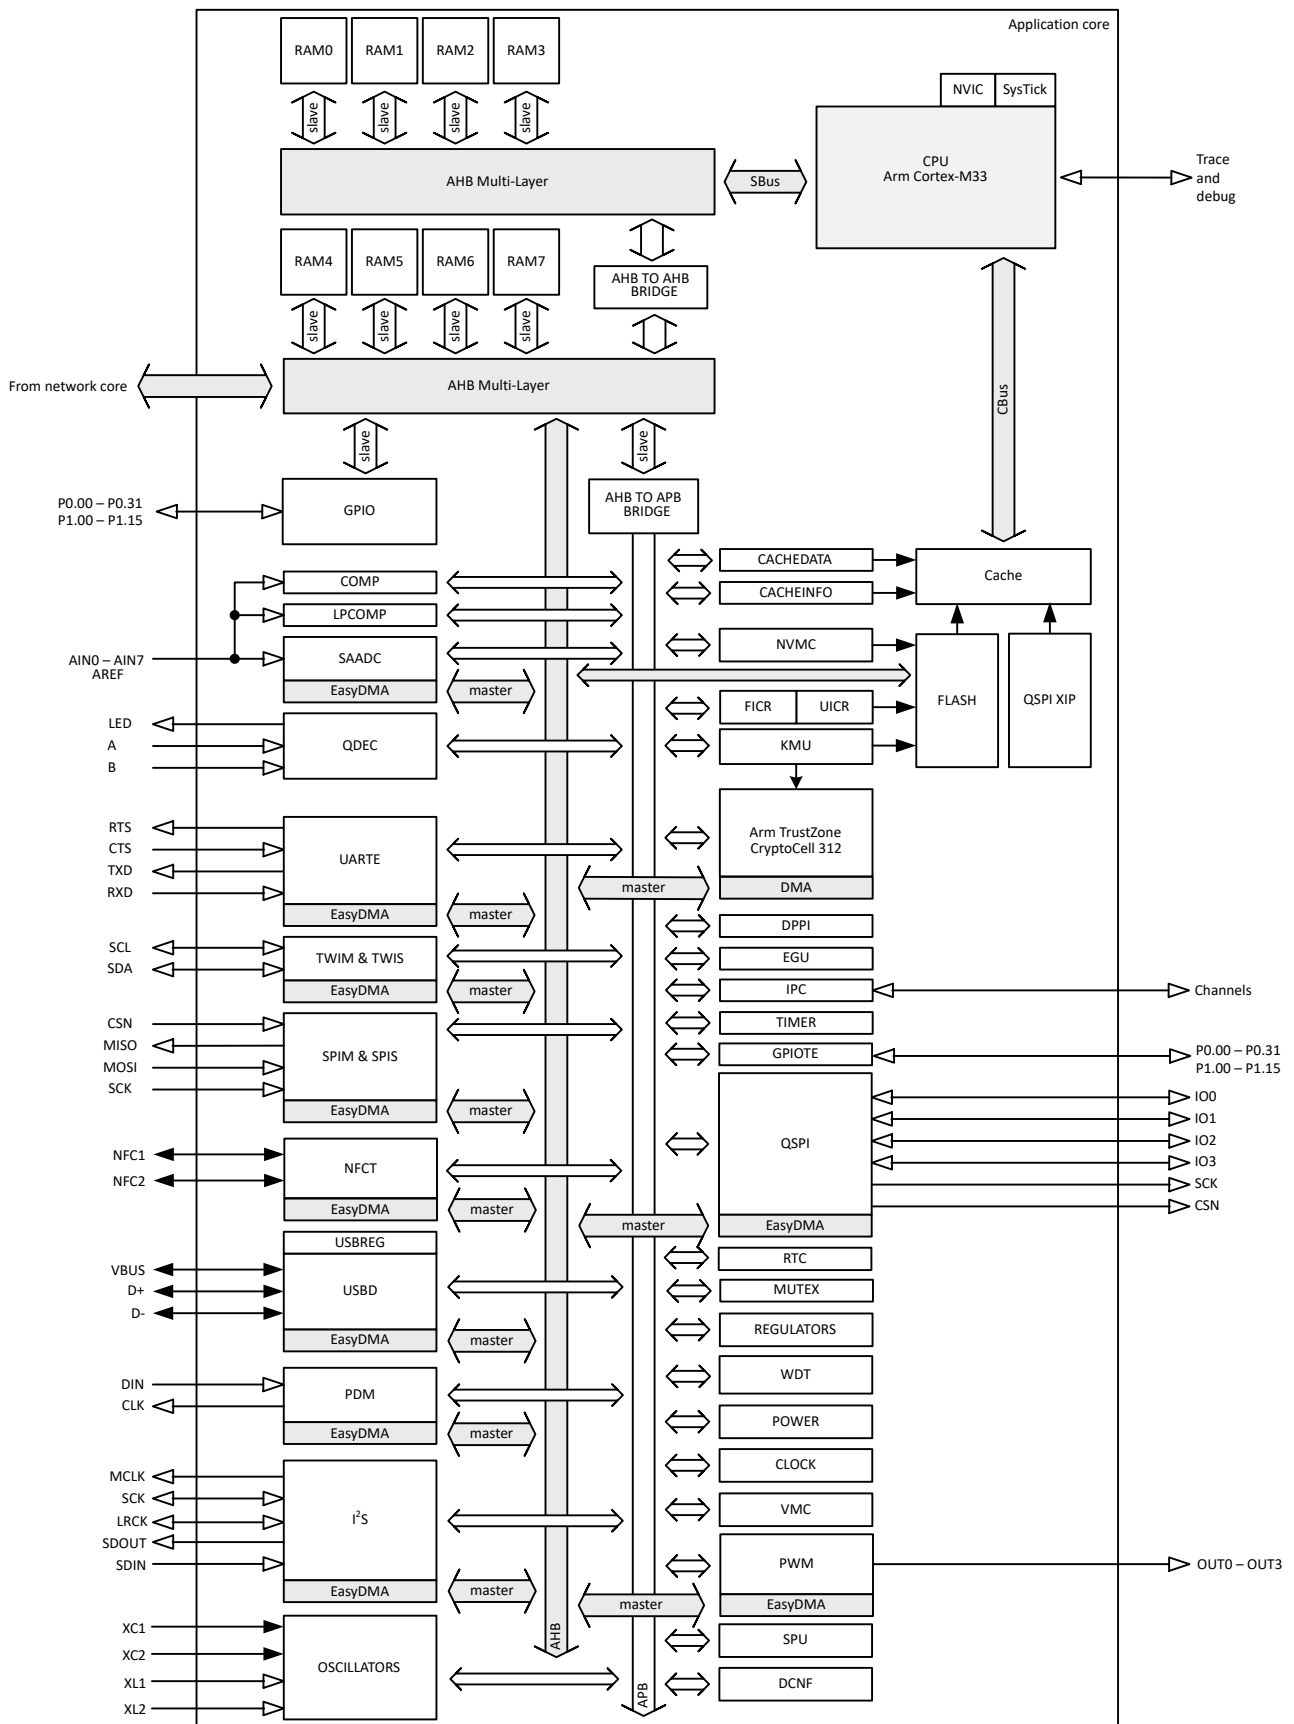 Application core
RAM0 RAM1 RAM2 RAM3
slave slave slave slave
NVIC SysTick
CPU
Arm Cortex-M33
AHB Multi-Layer
SBus
Trace
and
debug
RAM4 RAM5 RAM6 RAM7
AHB TO AHB
BRIDGE
slave slave slave slave
From network core
AHB Multi-Layer
CBus
slave
slave
P0.00 – P0.31
P1.00 – P1.15
GPIO
AHB TO APB
BRIDGE
CACHEDATA
CACHEINFO
Cache
COMP
LPCOMP
AIN0 – AIN7
AREF
SAADC
EasyDMA
master
NVMC
FICR UICR
KMU
FLASH
QSPI XIP
LED
A
B
QDEC
RTS
CTS
TXD
RXD
UARTE
EasyDMA
master
Arm TrustZone
CryptoCell 312
DMA
master
SCL
SDA
TWIM & TWIS
EasyDMA
master
DPPI
EGU
IPC
Channels
TIMER
GPIOTE
P0.00 – P0.31
P1.00 – P1.15
CSN
MISO
MOSI
SCK
SPIM & SPIS
EasyDMA
master
QSPI
EasyDMA
master
IO0
IO1
IO2
IO3
SCK
CSN
NFC1
NFC2
NFCT
EasyDMA
master
USBREG
VBUS
D+
D-
USBD
EasyDMA
master
RTC
MUTEX
REGULATORS
WDT
DIN
CLK
PDM
EasyDMA
master
POWER
CLOCK
VMC
MCLK
SCK
LRCK
SDOUT
SDIN
I²S
EasyDMA
master
PWM
EasyDMA
master
OUT0 – OUT3
XC1
XC2
XL1
XL2
OSCILLATORS
AHB
APB
SPU
DCNF